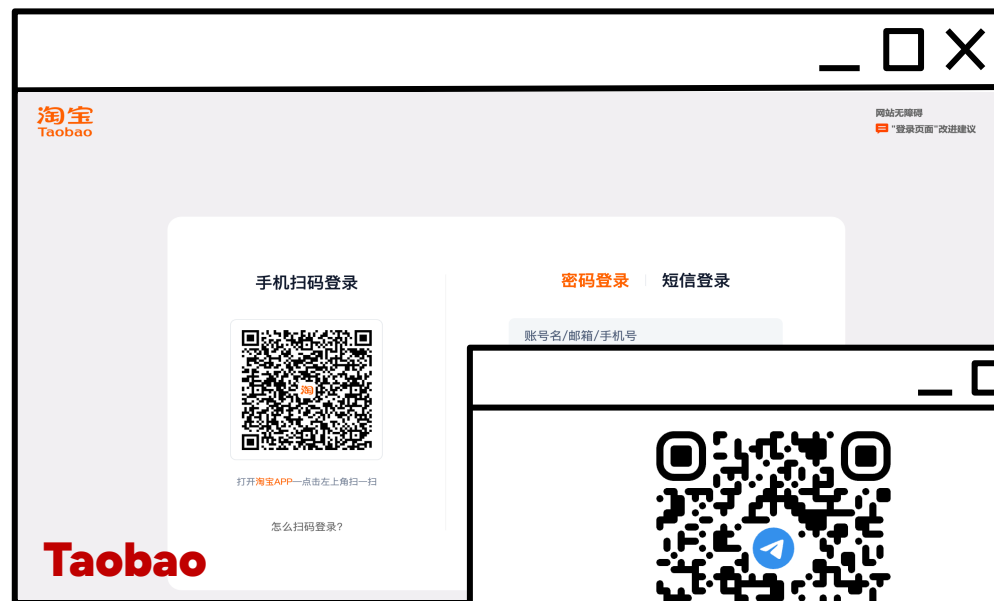 淘宝
Taobao
网站无障碍
"登录页面"改进建议
手机扫码登录
密码登录
短信登录
账号名/邮箱/手机号
淘
打开淘宝APP—点击左上角扫一扫
怎么扫码登录?
Taobao